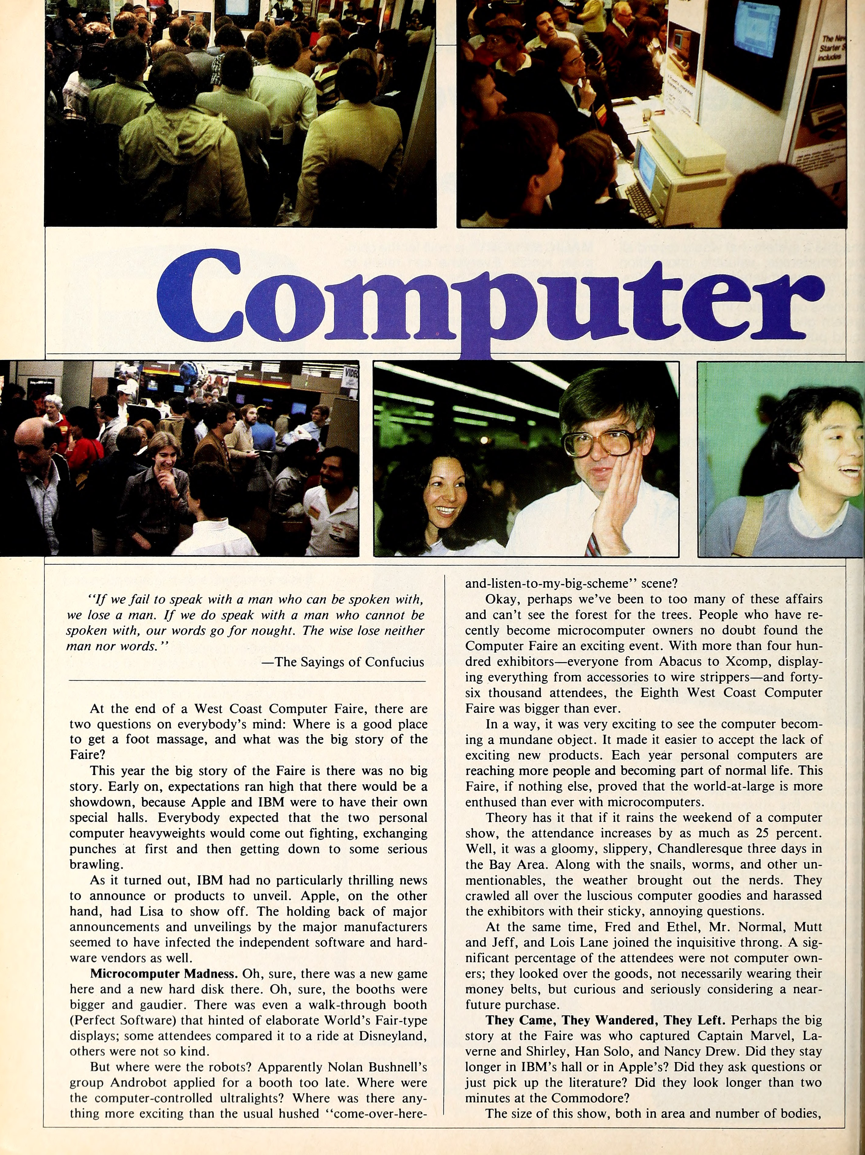 The New
Starter S
includes
Computer
VIDEO
"If we fail to speak with a man who can be spoken with,
we lose a man. If we do speak with a man who cannot be
spoken with, our words go for nought. The wise lose neither
man nor words."
—The Sayings of Confucius
At the end of a West Coast Computer Faire, there are
two questions on everybody's mind: Where is a good place
to get a foot massage, and what was the big story of the
Faire?
This year the big story of the Faire is there was no big
story. Early on, expectations ran high that there would be a
showdown, because Apple and IBM were to have their own
special halls. Everybody expected that the two personal
computer heavyweights would come out fighting, exchanging
punches at first and then getting down to some serious
brawling.
As it turned out, IBM had no particularly thrilling news
to announce or products to unveil. Apple, on the other
hand, had Lisa to show off. The holding back of major
announcements and unveilings by the major manufacturers
seemed to have infected the independent software and hard-
ware vendors as well.
Microcomputer Madness. Oh, sure, there was a new game
here and a new hard disk there. Oh, sure, the booths were
bigger and gaudier. There was even a walk-through booth
(Perfect Software) that hinted of elaborate World's Fair-type
displays; some attendees compared it to a ride at Disneyland,
others were not so kind.
But where were the robots? Apparently Nolan Bushnell's
group Androbot applied for a booth too late. Where were
the computer-controlled ultralights? Where was there any-
thing more exciting than the usual hushed "come-over-here-
and-listen-to-my-big-scheme" scene?
Okay, perhaps we've been to too many of these affairs
and can't see the forest for the trees. People who have re-
cently become microcomputer owners no doubt found the
Computer Faire an exciting event. With more than four hun-
dred exhibitors—everyone from Abacus to Xcomp, display-
ing everything from accessories to wire strippers—and forty-
six thousand attendees, the Eighth West Coast Computer
Faire was bigger than ever.
In a way, it was very exciting to see the computer becom-
ing a mundane object. It made it easier to accept the lack of
exciting new products. Each year personal computers are
reaching more people and becoming part of normal life. This
Faire, if nothing else, proved that the world-at-large is more
enthused than ever with microcomputers.
Theory has it that if it rains the weekend of a computer
show, the attendance increases by as much as 25 percent.
Well, it was a gloomy, slippery, Chandleresque three days in
the Bay Area. Along with the snails, worms, and other un-
mentionables, the weather brought out the nerds. They
crawled all over the luscious computer goodies and harassed
the exhibitors with their sticky, annoying questions.
At the same time, Fred and Ethel, Mr. Normal, Mutt
and Jeff, and Lois Lane joined the inquisitive throng. A sig-
nificant percentage of the attendees were not computer own-
ers; they looked over the goods, not necessarily wearing their
money belts, but curious and seriously considering a near-
future purchase.
They Came, They Wandered, They Left. Perhaps the big
story at the Faire was who captured Captain Marvel, La-
verne and Shirley, Han Solo, and Nancy Drew. Did they stay
longer in IBM's hall or in Apple's? Did they ask questions or
just pick up the literature? Did they look longer than two
minutes at the Commodore?
The size of this show, both in area and number of bodies,